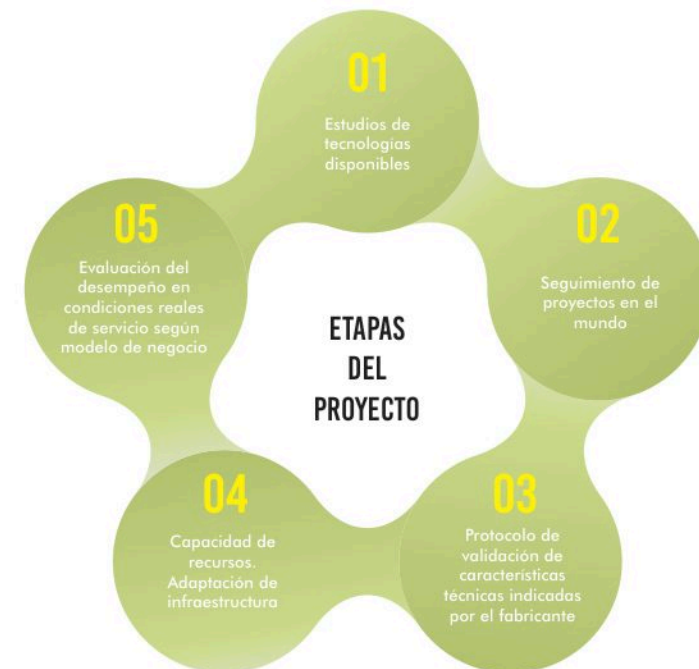 01
Estudios de
tecnologías
disponibles
02
Seguimiento de
proyectos en el
mundo
03
Protocolo de
validación de
características
técnicas indicadas
por el fabricante
04
Capacidad de
recursos.
Adaptación de
infraestructura
05
Evaluación del
desempeño en
condiciones reales
de servicio según
modelo de negocio
ETAPAS
DEL
PROYECTO